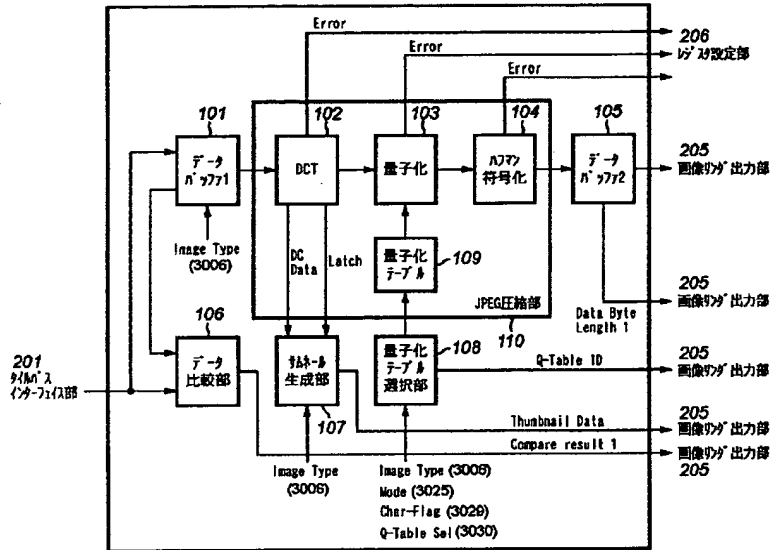 Error
206
ﾚｼﾞｽﾀ設定部
Error
Error
101
102
103
104
105
データ
ﾊﾞｯﾌｧ1
DCT
量子化
ﾊﾌﾏﾝ
符号化
データ
ﾊﾞｯﾌｧ2
205
画像ﾘﾝｸﾞ出力部
Image Type
(3006)
DC
Data
Latch
量子化
テーブル
109
JPEG圧縮部
110
Data Byte
Length 1
205
画像ﾘﾝｸﾞ出力部
106
データ
比較部
201
ﾀｲﾙﾊﾞｽ
ｲﾝﾀｰﾌｪｲｽ部
ｻﾑﾈｰﾙ
生成部
107
量子化
テーブル
選択部
108
Q-Table ID
205
画像ﾘﾝｸﾞ出力部
Thumbnail Data
205
画像ﾘﾝｸﾞ出力部
Compare result 1
画像ﾘﾝｸﾞ出力部
205
Image Type
(3006)
Image Type (3006)
Mode (3025)
Char-Flag (3029)
Q-Table Sel (3030)